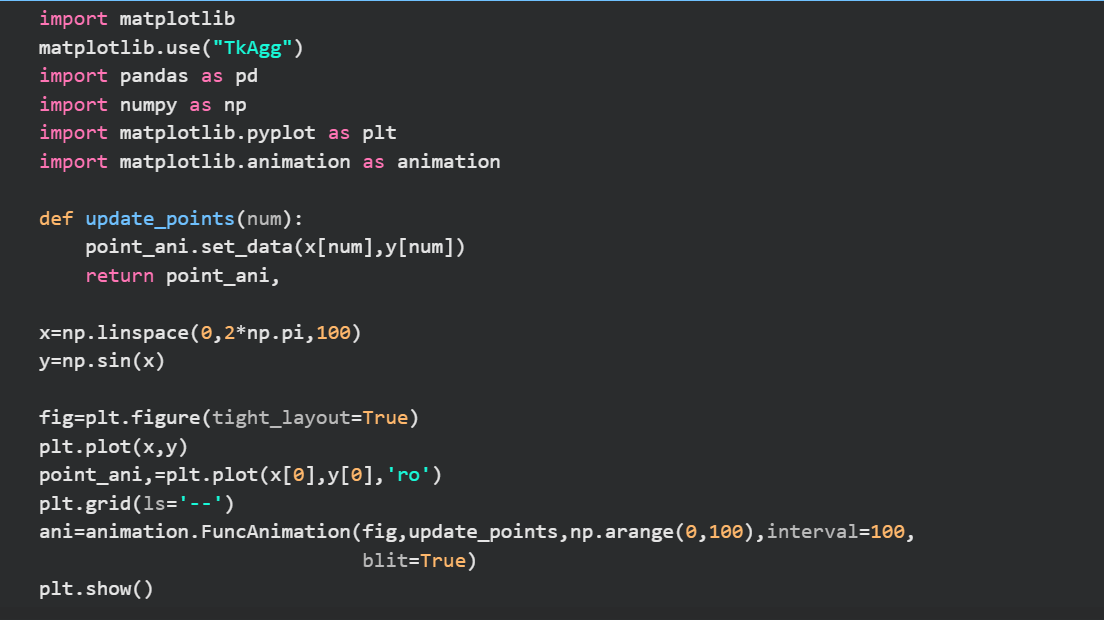 import matplotlib
matplotlib.use("TkAgg")
import pandas as pd
import numpy as np
import matplotlib.pyplot as plt
import matplotlib.animation as animation

def update_points(num):
    point_ani.set_data(x[num],y[num])
    return point_ani,

x=np.linspace(0,2*np.pi,100)
y=np.sin(x)

fig=plt.figure(tight_layout=True)
plt.plot(x,y)
point_ani,=plt.plot(x[0],y[0],'ro')
plt.grid(ls='--')
ani=animation.FuncAnimation(fig,update_points,np.arange(0,100),interval=100,
                            blit=True)
plt.show()